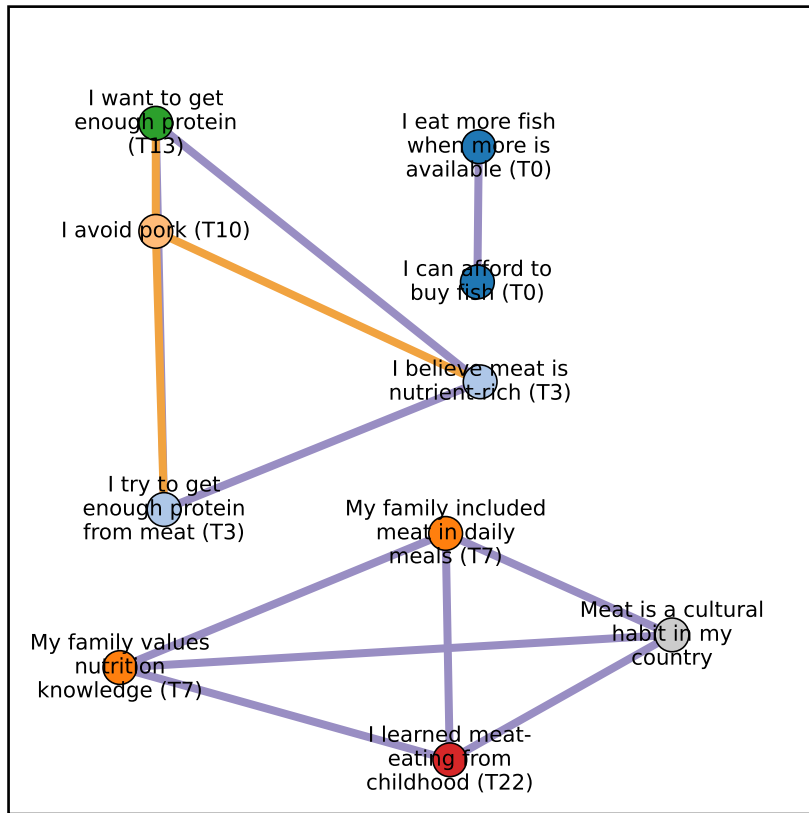 I want to get
enough protein
(T13)
I eat more fish
when more is
available (T0)
I avoid pork (T10)
I can afford to
buy fish (T0)
I believe meat is
nutrient-rich (T3)
I try to get
enough protein
from meat (T3)
My family included
meat in daily
meals (T7)
Meat is a cultural
habit in my
country
My family values
nutrition
knowledge (T7)
I learned meat-
eating from
childhood (T22)